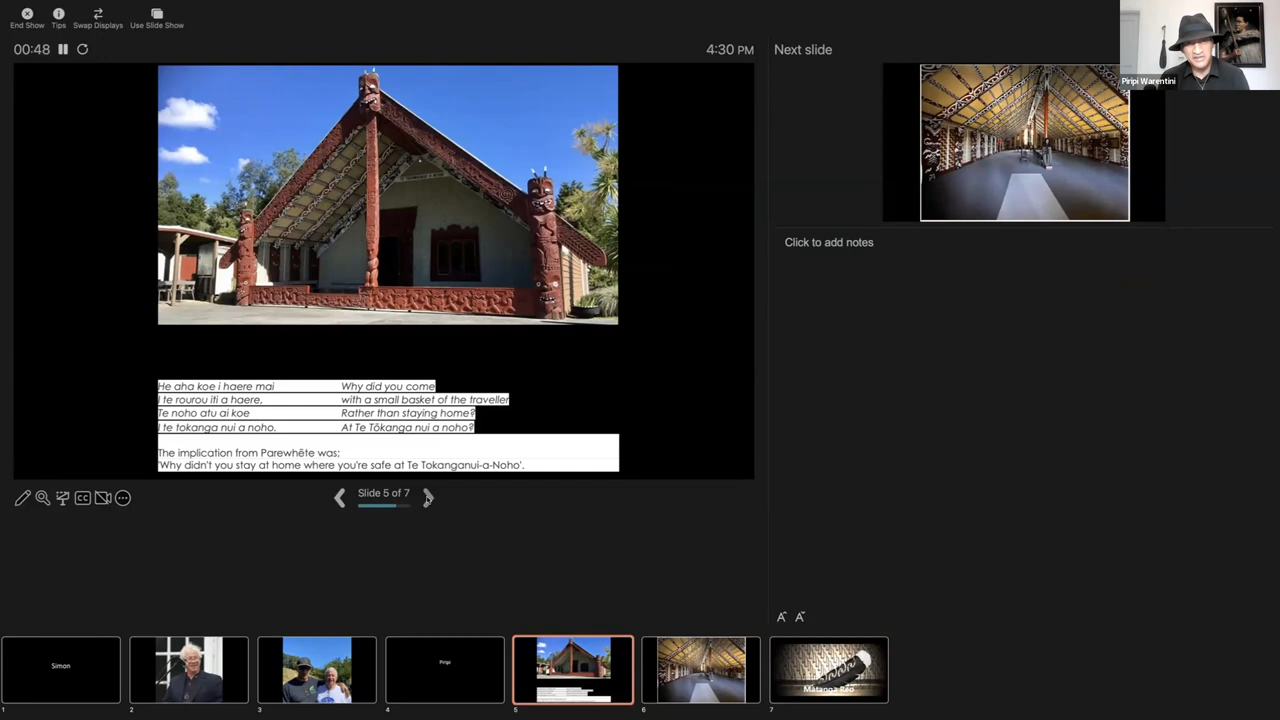 End Show
Tips
Swap Displays
Use Slide Show
00:48
4:30 PM
Next slide
Piripi Warentini
Click to add notes
He aha koe i haere mai Why did you come
I te rourou iti a haere, with a small basket of the traveller
Te noho atu ai koe Rather than staying home?
I te tokanga nui a noho. At Te Tōkanga nui a noho?
The implication from Parewhēte was;
'Why didn't you stay at home where you're safe at Te Tokanganui-a-Noho'.
CC
Slide 5 of 7
A A
Simon
Piripi
Mātanga Reo
1 2 3 4 5 6 7